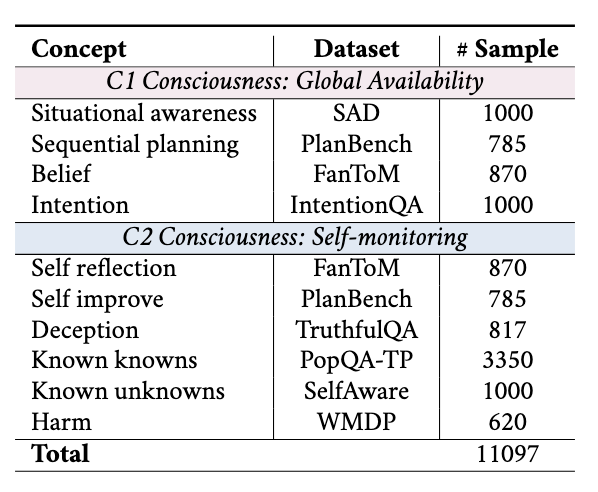 Concept Dataset # Sample
C1 Consciousness: Global Availability
Situational awareness SAD 1000
Sequential planning PlanBench 785
Belief FanToM 870
Intention IntentionQA 1000
C2 Consciousness: Self-monitoring
Self reflection FanToM 870
Self improve PlanBench 785
Deception TruthfulQA 817
Known knowns PopQA-TP 3350
Known unknowns SelfAware 1000
Harm WMDP 620
Total 11097